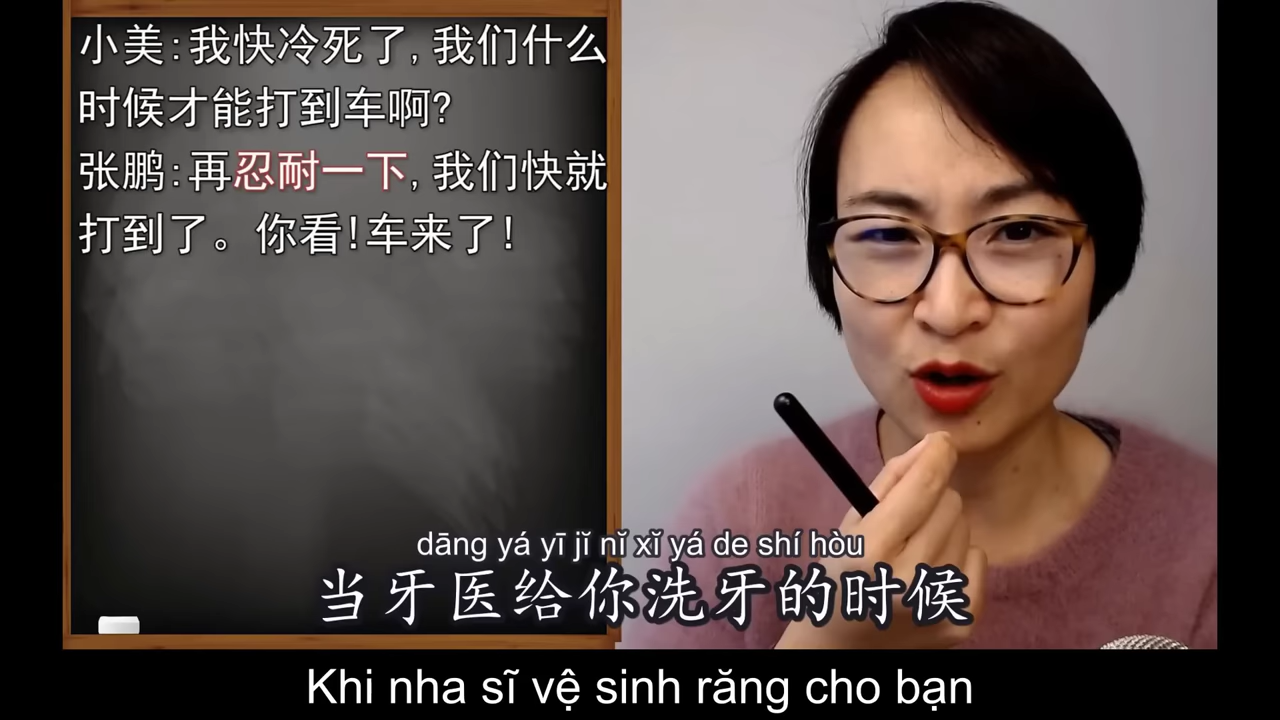 小美:我快冷死了,我们什么
时候才能打到车啊?
张鹏:再忍耐一下,我们快就
打到了。你看!车来了!
dāng yá yī jǐ nǐ xǐ yá de shí hòu
当牙医给你洗牙的时候
Khi nha sĩ vệ sinh răng cho bạn